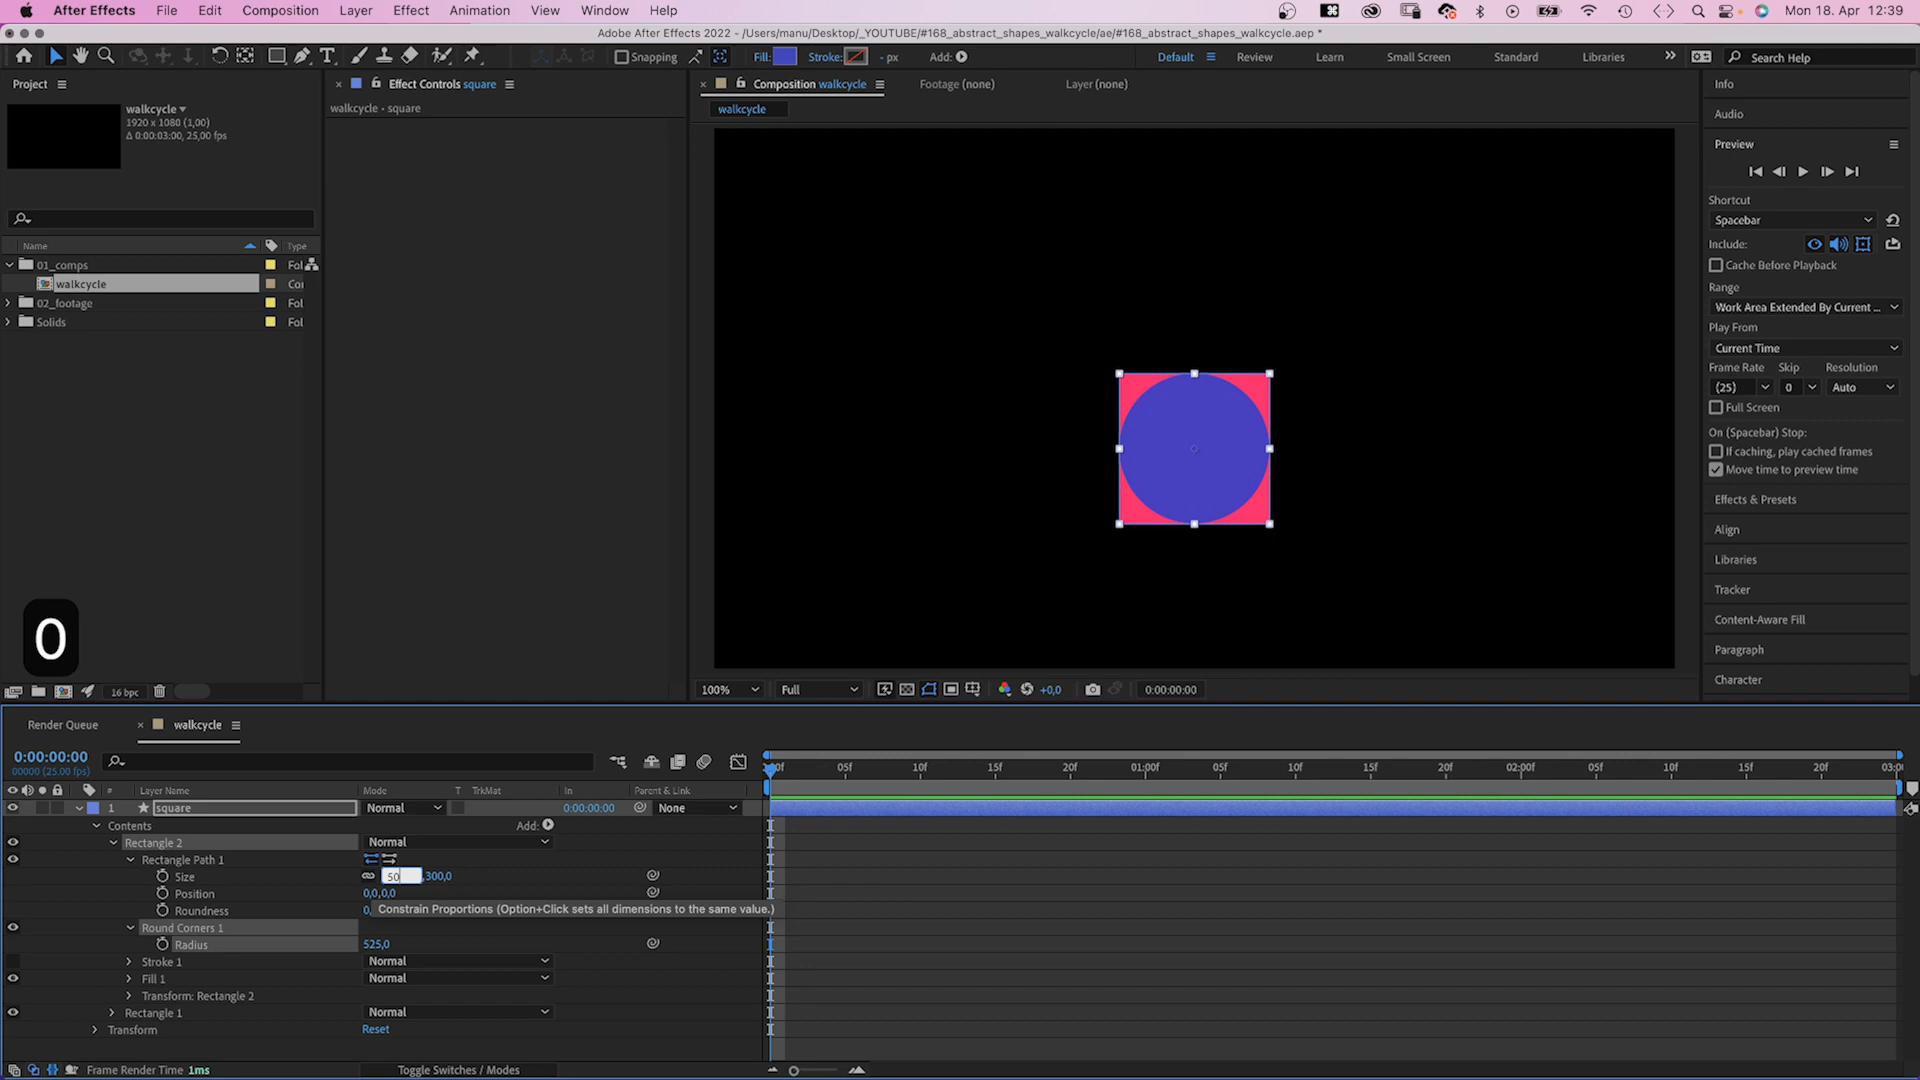 After Effects File Edit Composition Layer Effect Animation View Window Help Mon 18. Apr 12:39
Adobe After Effects 2022 - /Users/manu/Desktop/_YOUTUBE/#168_abstract_shapes_walkcycle/ae/#168_abstract_shapes_walkcycle.aep *
Snapping Fill: Stroke: - px Add: Default Review Learn Small Screen Standard Libraries Search Help
Project
Effect Controls square
Composition walkcycle
Footage (none)
Layer (none)
Info
walkcycle
1920 x 1080 (1,00)
Δ 0:00:03:00, 25,00 fps
walkcycle • square
walkcycle
Audio
Preview
Shortcut
Spacebar
Include:
Cache Before Playback
Range
Work Area Extended By Current ...
Play From
Current Time
Frame Rate Skip Resolution
(25) 0 Auto
Full Screen
On (Spacebar) Stop:
If caching, play cached frames
Move time to preview time
Effects & Presets
Align
Libraries
Tracker
Content-Aware Fill
Paragraph
Character
Name Type
01_comps Fol
walkcycle Coi
02_footage Fol
Solids Fol
0
16 bpc
100% Full +0,0 0:00:00:00
Render Queue walkcycle
0:00:00:00
00000 (25.00 fps)
05f 10f 15f 20f 01:00f 05f 10f 15f 20f 02:00f 05f 10f 15f 20f
# Layer Name Mode T TrkMat In Parent & Link
1 square Normal 0:00:00:00 None
Contents Add:
Rectangle 2 Normal
Rectangle Path 1
Size 50 ,300,0
Position 0,0,0,0
Roundness 0,
Constrain Proportions (Option+Click sets all dimensions to the same value.)
Round Corners 1
Radius 525,0
Stroke 1 Normal
Fill 1 Normal
Transform: Rectangle 2
Rectangle 1 Normal
Transform Reset
Frame Render Time 1ms Toggle Switches / Modes